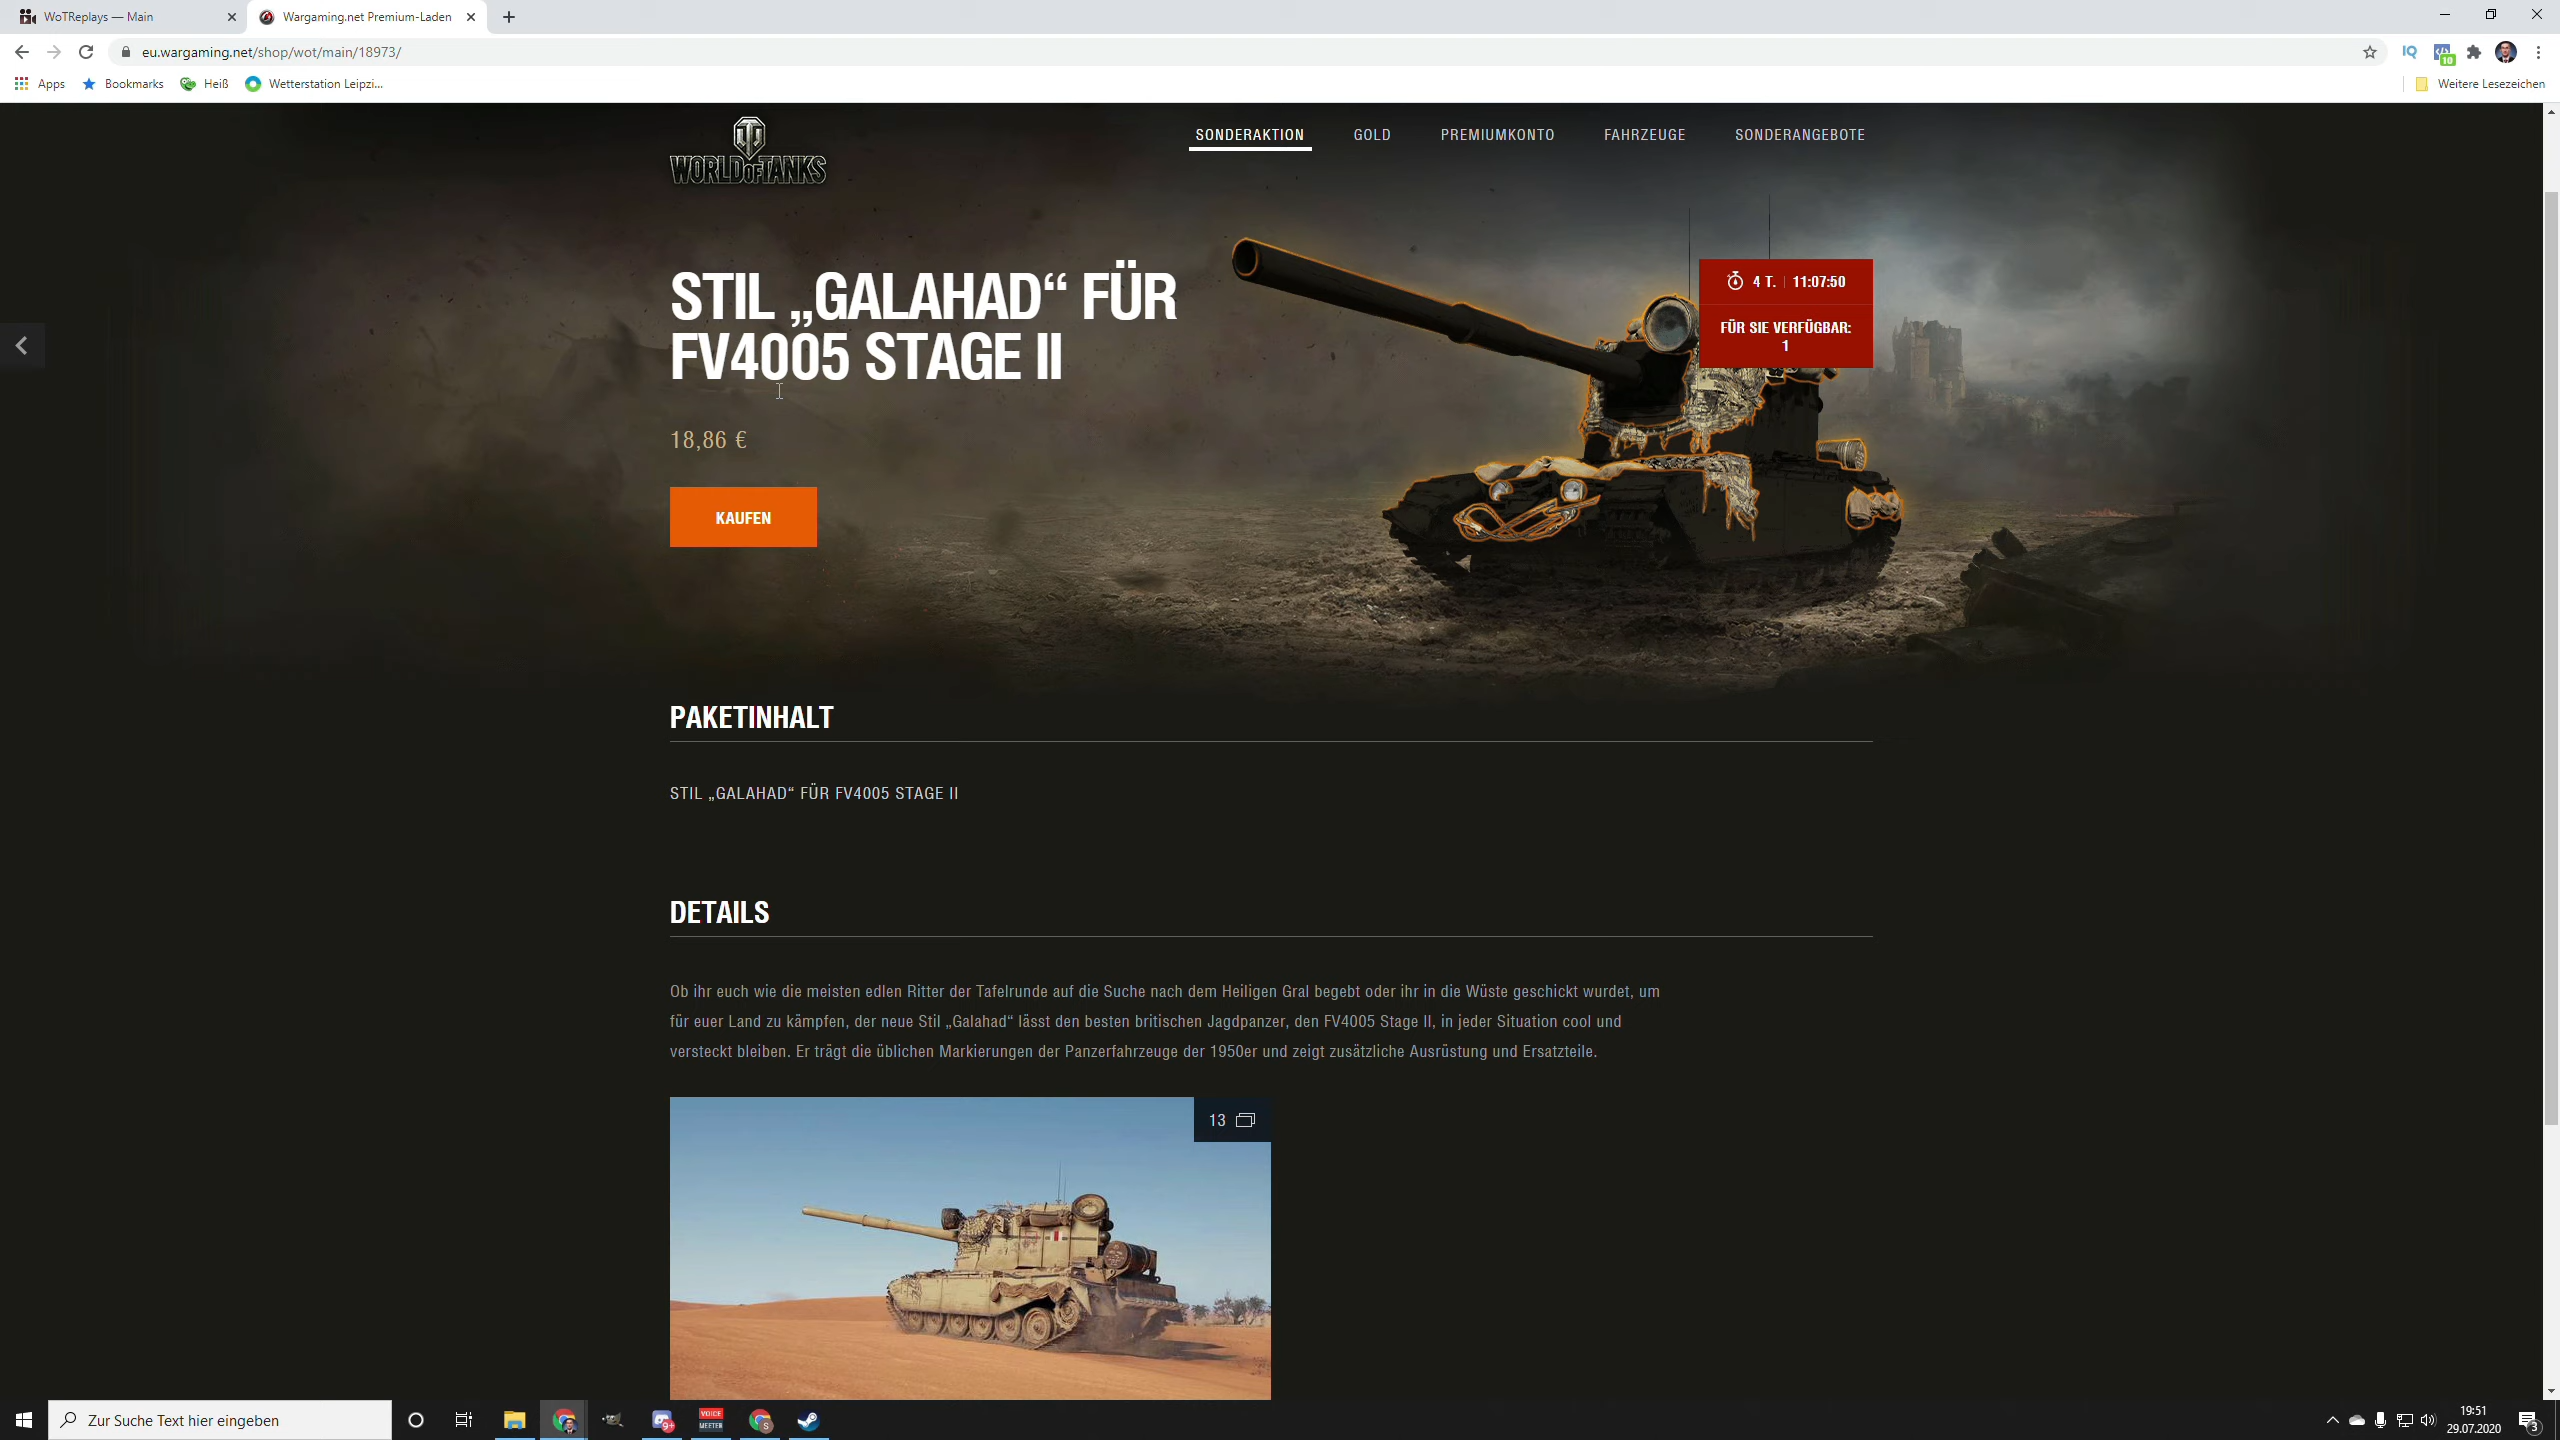 WoTReplays — Main
Wargaming.net Premium-Laden
eu.wargaming.net/shop/wot/main/18973/
IQ
10
Apps
Bookmarks
Heiß
Wetterstation Leipzi...
Weitere Lesezeichen
WORLD OF TANKS
SONDERAKTION
GOLD
PREMIUMKONTO
FAHRZEUGE
SONDERANGEBOTE
STIL „GALAHAD“ FÜR
FV4005 STAGE II
4 T. | 11:07:50
FÜR SIE VERFÜGBAR:
1
18,86 €
KAUFEN
PAKETINHALT
STIL „GALAHAD“ FÜR FV4005 STAGE II
DETAILS
Ob ihr euch wie die meisten edlen Ritter der Tafelrunde auf die Suche nach dem Heiligen Gral begebt oder ihr in die Wüste geschickt wurdet, um
für euer Land zu kämpfen, der neue Stil „Galahad“ lässt den besten britischen Jagdpanzer, den FV4005 Stage II, in jeder Situation cool und
versteckt bleiben. Er trägt die üblichen Markierungen der Panzerfahrzeuge der 1950er und zeigt zusätzliche Ausrüstung und Ersatzteile.
13
Zur Suche Text hier eingeben
9+
VOICE
MEETER
S
19:51
29.07.2020
3